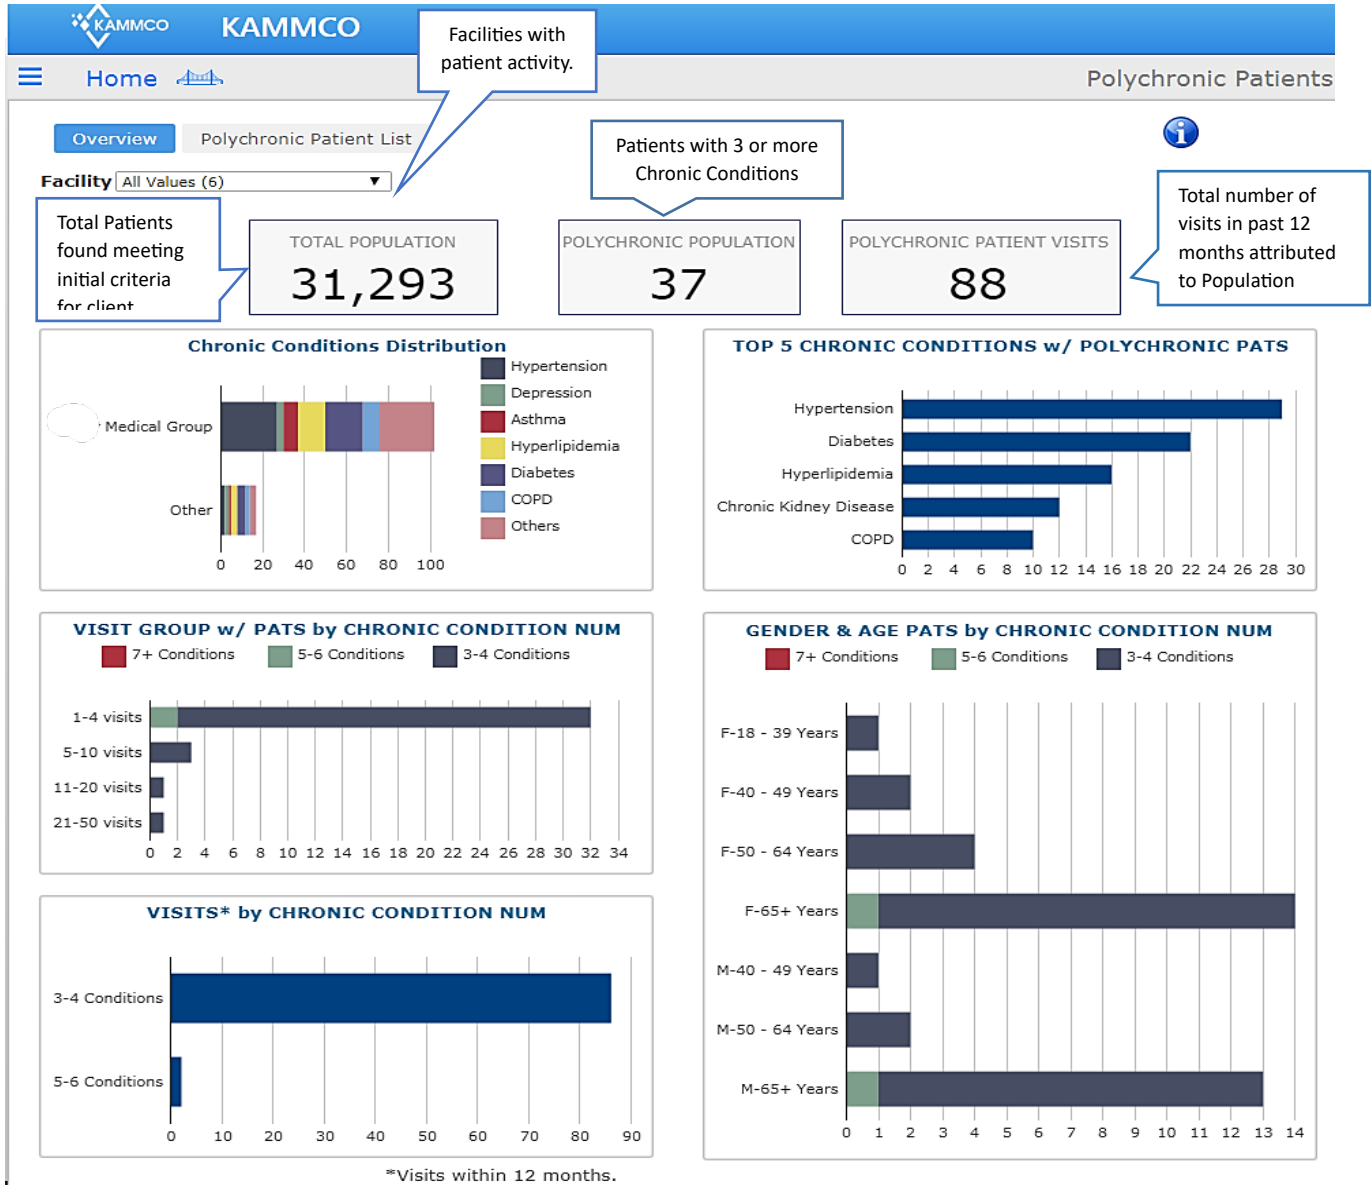 KAMMCO
KAMMCO
Facilities with
patient activity.
Home
Polychronic Patients
Overview
Polychronic Patient List
Patients with 3 or more
Chronic Conditions
Facility
All Values (6)
Total Patients
found meeting
initial criteria
for client
TOTAL POPULATION
31,293
POLYCHRONIC POPULATION
37
POLYCHRONIC PATIENT VISITS
88
Total number of
visits in past 12
months attributed
to Population
Chronic Conditions Distribution
Hypertension
Depression
Asthma
Hyperlipidemia
Diabetes
COPD
Others
Medical Group
Other
0 20 40 60 80 100
TOP 5 CHRONIC CONDITIONS w/ POLYCHRONIC PATS
Hypertension
Diabetes
Hyperlipidemia
Chronic Kidney Disease
COPD
0 2 4 6 8 10 12 14 16 18 20 22 24 26 28 30
VISIT GROUP w/ PATS by CHRONIC CONDITION NUM
7+ Conditions 5-6 Conditions 3-4 Conditions
1-4 visits
5-10 visits
11-20 visits
21-50 visits
0 2 4 6 8 10 12 14 16 18 20 22 24 26 28 30 32 34
GENDER & AGE PATS by CHRONIC CONDITION NUM
7+ Conditions 5-6 Conditions 3-4 Conditions
F-18 - 39 Years
F-40 - 49 Years
F-50 - 64 Years
F-65+ Years
M-40 - 49 Years
M-50 - 64 Years
M-65+ Years
0 1 2 3 4 5 6 7 8 9 10 11 12 13 14
VISITS* by CHRONIC CONDITION NUM
3-4 Conditions
5-6 Conditions
0 10 20 30 40 50 60 70 80 90
*Visits within 12 months.